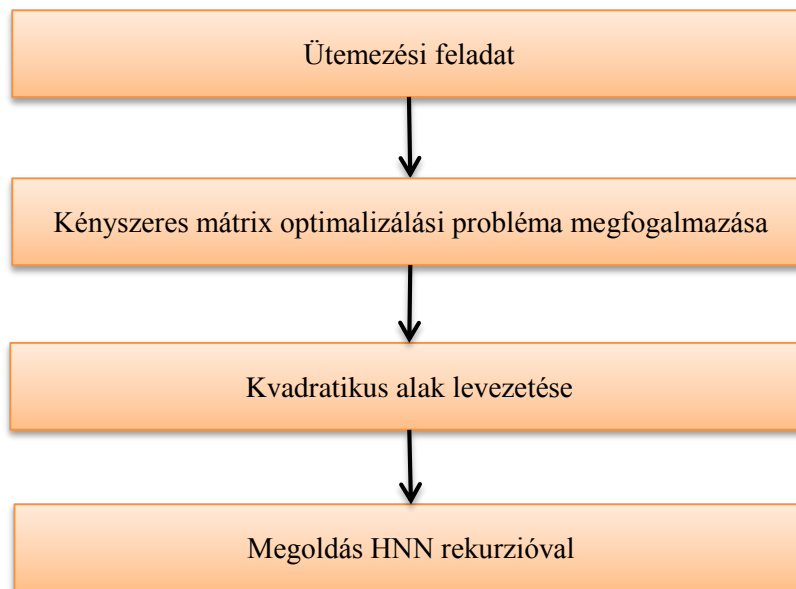 Ütemezési feladat
Kényszeres mátrix optimalizálási probléma megfogalmazása
Kvadratikus alak levezetése
Megoldás HNN rekurzióval